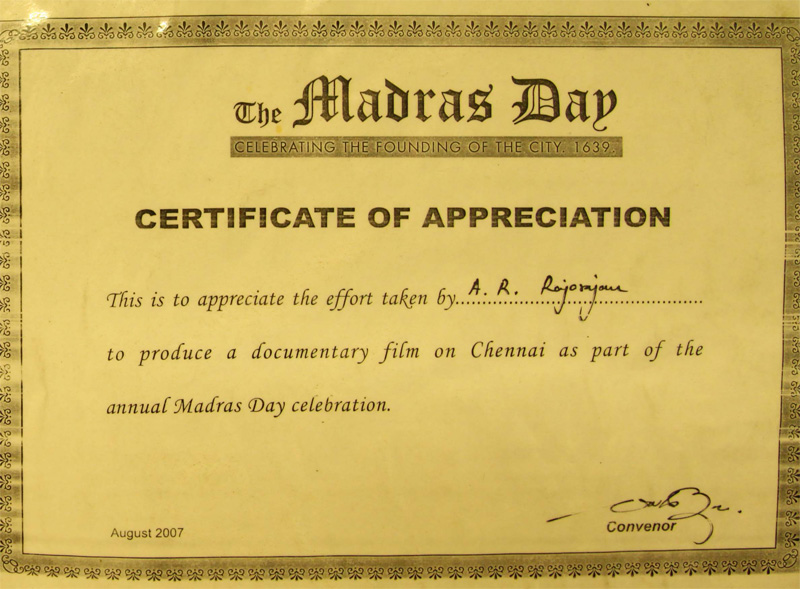 The Madras Day
CELEBRATING THE FOUNDING OF THE CITY. 1639.
CERTIFICATE OF APPRECIATION
This is to appreciate the effort taken by.. A. R. Rajarajan ..........
to produce a documentary film on Chennai as part of the
annual Madras Day celebration.
August 2007
Convenor